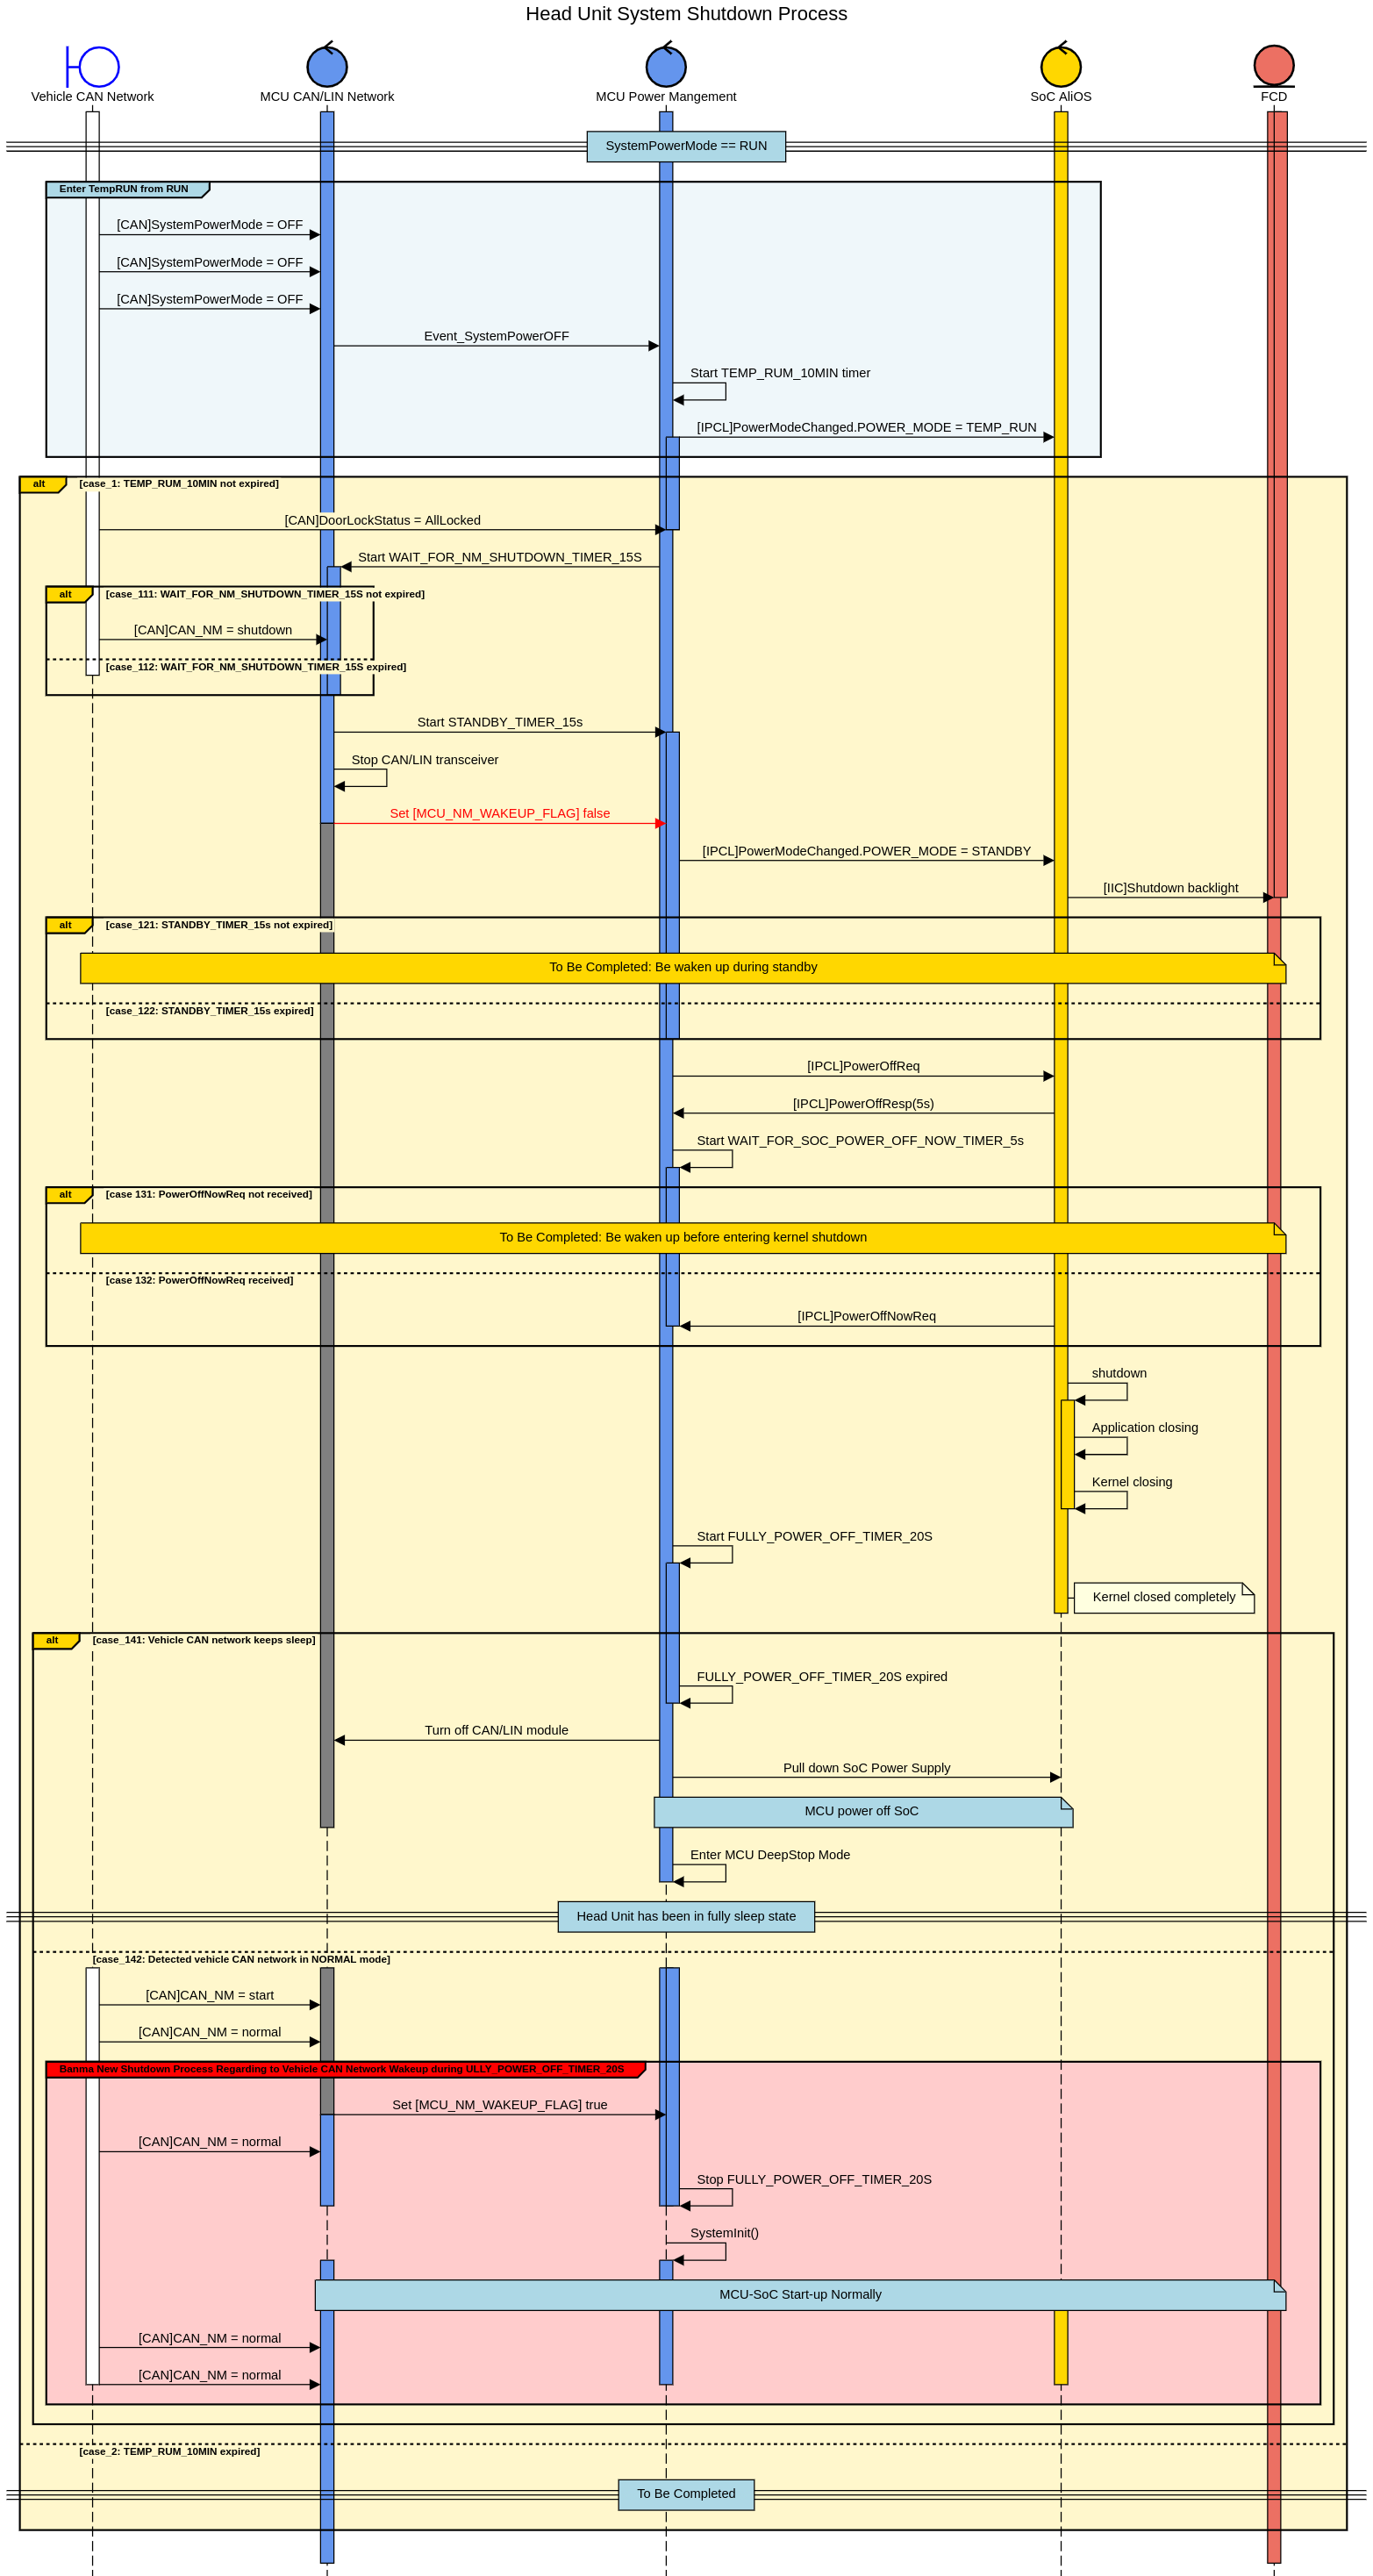 Head Unit System Shutdown Process
Vehicle CAN Network
MCU CAN/LIN Network
MCU Power Mangement
SoC AliOS
FCD
SystemPowerMode == RUN
Enter TempRUN from RUN
[CAN]SystemPowerMode = OFF
[CAN]SystemPowerMode = OFF
[CAN]SystemPowerMode = OFF
Event_SystemPowerOFF
Start TEMP_RUM_10MIN timer
[IPCL]PowerModeChanged.POWER_MODE = TEMP_RUN
alt
[case_1: TEMP_RUM_10MIN not expired]
[CAN]DoorLockStatus = AllLocked
Start WAIT_FOR_NM_SHUTDOWN_TIMER_15S
alt
[case_111: WAIT_FOR_NM_SHUTDOWN_TIMER_15S not expired]
[CAN]CAN_NM = shutdown
[case_112: WAIT_FOR_NM_SHUTDOWN_TIMER_15S expired]
Start STANDBY_TIMER_15s
Stop CAN/LIN transceiver
Set [MCU_NM_WAKEUP_FLAG] false
[IPCL]PowerModeChanged.POWER_MODE = STANDBY
[IIC]Shutdown backlight
alt
[case_121: STANDBY_TIMER_15s not expired]
To Be Completed: Be waken up during standby
[case_122: STANDBY_TIMER_15s expired]
[IPCL]PowerOffReq
[IPCL]PowerOffResp(5s)
Start WAIT_FOR_SOC_POWER_OFF_NOW_TIMER_5s
alt
[case 131: PowerOffNowReq not received]
To Be Completed: Be waken up before entering kernel shutdown
[case 132: PowerOffNowReq received]
[IPCL]PowerOffNowReq
shutdown
Application closing
Kernel closing
Start FULLY_POWER_OFF_TIMER_20S
Kernel closed completely
alt
[case_141: Vehicle CAN network keeps sleep]
FULLY_POWER_OFF_TIMER_20S expired
Turn off CAN/LIN module
Pull down SoC Power Supply
MCU power off SoC
Enter MCU DeepStop Mode
Head Unit has been in fully sleep state
[case_142: Detected vehicle CAN network in NORMAL mode]
[CAN]CAN_NM = start
[CAN]CAN_NM = normal
Banma New Shutdown Process Regarding to Vehicle CAN Network Wakeup during ULLY_POWER_OFF_TIMER_20S
Set [MCU_NM_WAKEUP_FLAG] true
[CAN]CAN_NM = normal
Stop FULLY_POWER_OFF_TIMER_20S
SystemInit()
MCU-SoC Start-up Normally
[CAN]CAN_NM = normal
[CAN]CAN_NM = normal
[case_2: TEMP_RUM_10MIN expired]
To Be Completed